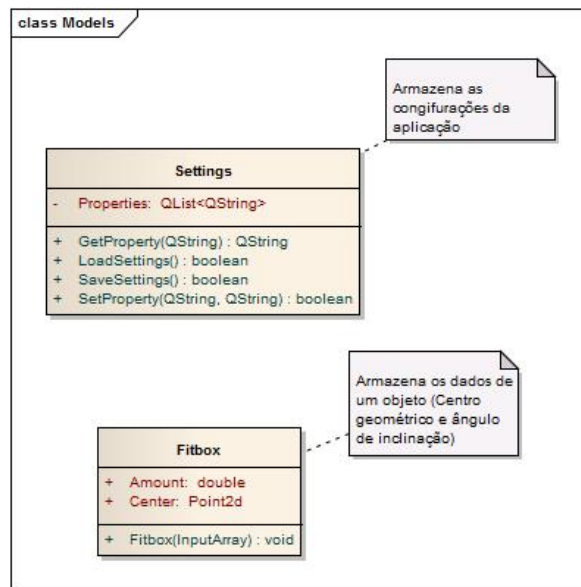 class Models
Armazena as
congifurações da
aplicação
Settings
- Properties: QList<QString>
+ GetProperty(QString) : QString
+ LoadSettings() : boolean
+ SaveSettings() : boolean
+ SetProperty(QString, QString) : boolean
Armazena os dados de
um objeto (Centro
geométrico e ângulo
de inclinação)
Fitbox
+ Amount: double
+ Center: Point2d
+ Fitbox(InputArray) : void